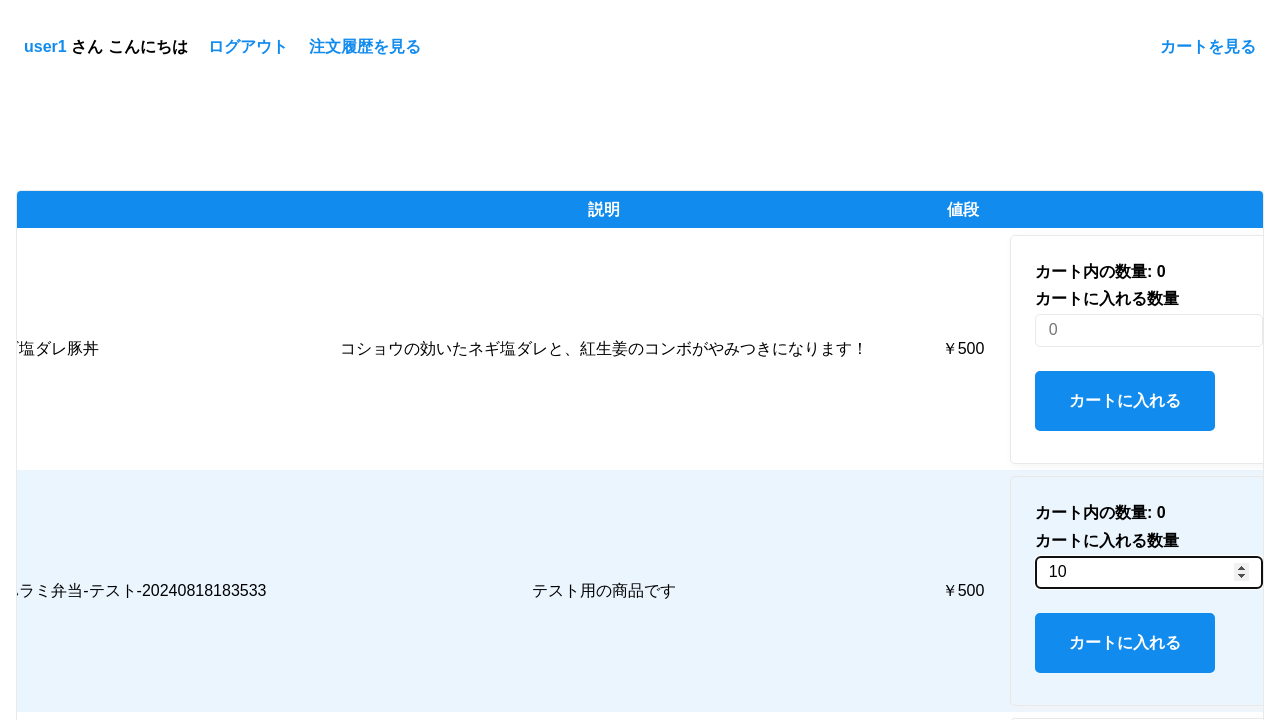 user1 さん こんにちは ログアウト 注文履歴を見る カートを見る
説明 値段
塩ダレ豚丼 コショウの効いたネギ塩ダレと、紅生姜のコンボがやみつきになります！ ￥500
カート内の数量: 0
カートに入れる数量
0
カートに入れる
ラミ弁当-テスト-20240818183533 テスト用の商品です ￥500
カート内の数量: 0
カートに入れる数量
10
カートに入れる